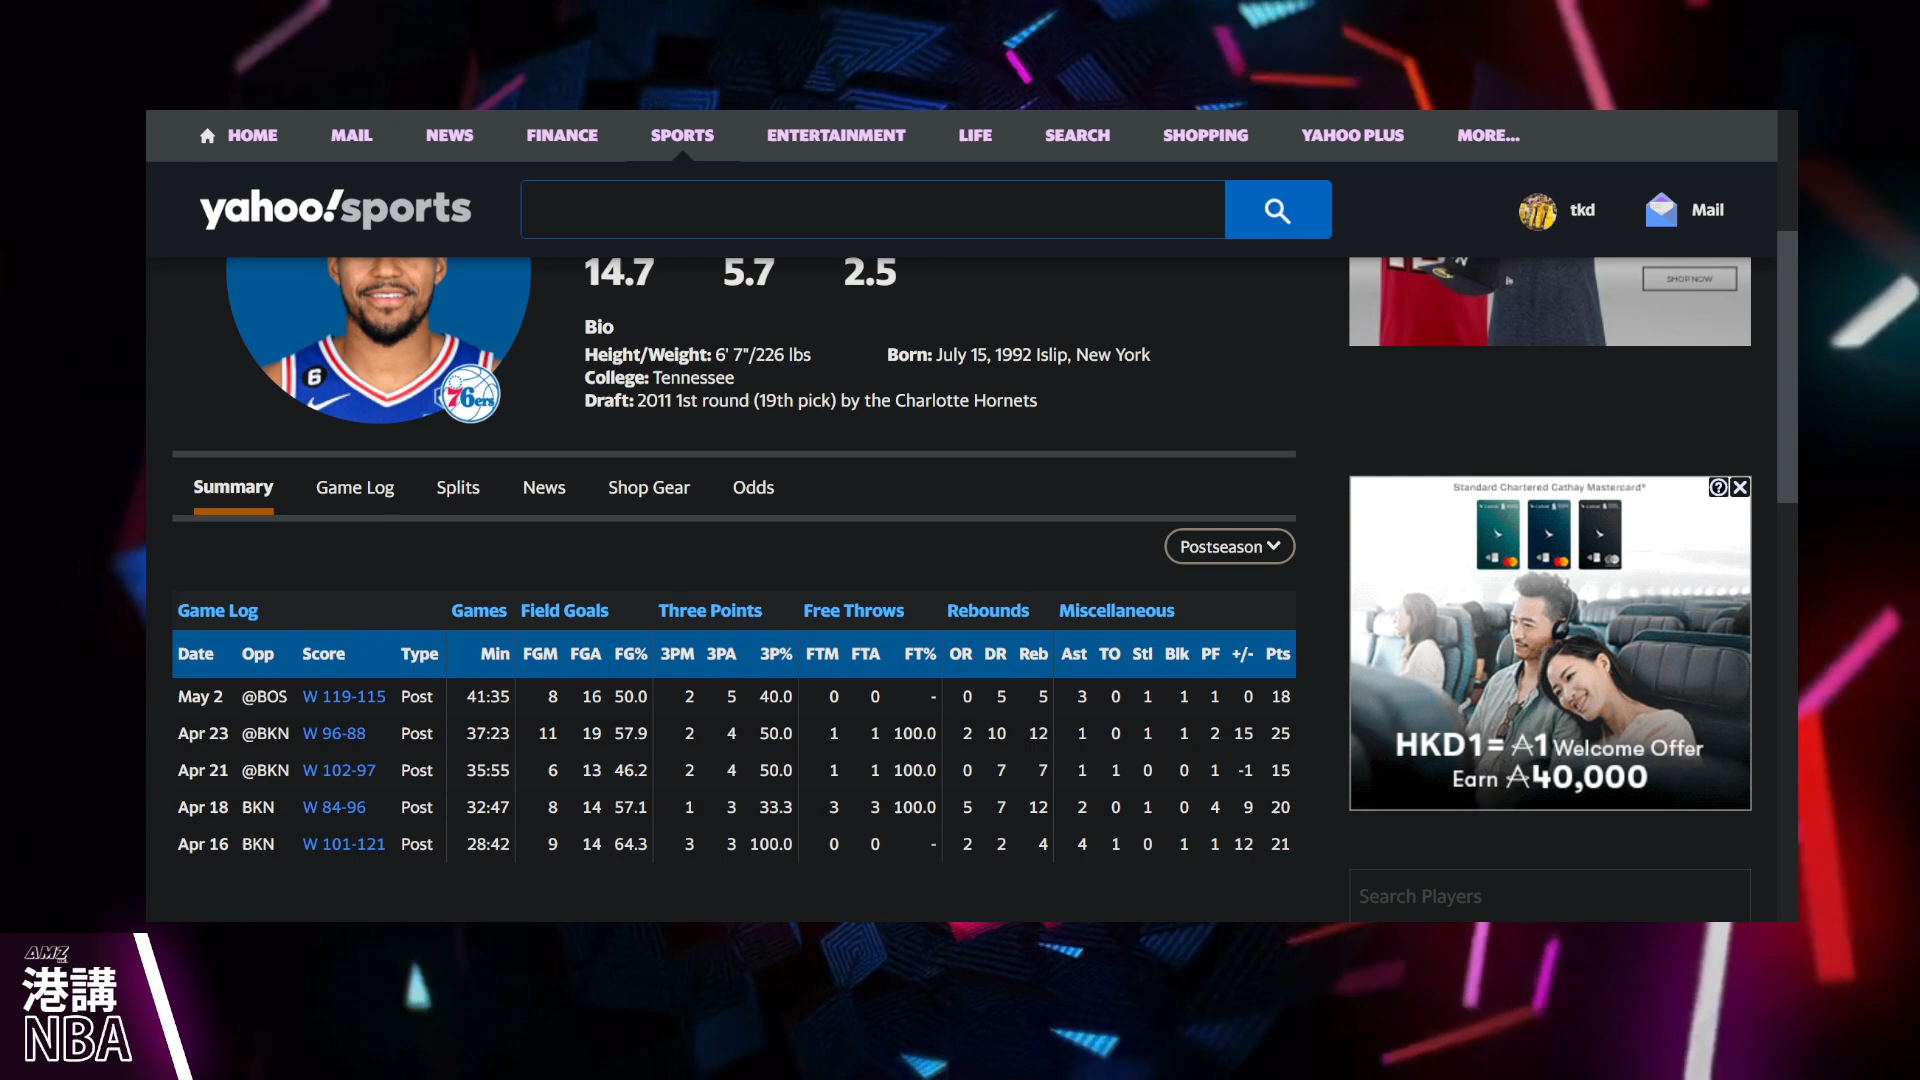 HOME MAIL NEWS FINANCE SPORTS ENTERTAINMENT LIFE SEARCH SHOPPING YAHOO PLUS MORE...
yahoo!sports
tkd Mail
14.7 5.7 2.5
SHOP NOW
Bio
Height/Weight: 6' 7"/226 lbs Born: July 15, 1992 Islip, New York
College: Tennessee
Draft: 2011 1st round (19th pick) by the Charlotte Hornets
6
76ers
Summary Game Log Splits News Shop Gear Odds
Postseason
Game Log Games Field Goals Three Points Free Throws Rebounds Miscellaneous
Date Opp Score Type Min FGM FGA FG% 3PM 3PA 3P% FTM FTA FT% OR DR Reb Ast TO Stl Blk PF +/- Pts
May 2 @BOS W 119-115 Post 41:35 8 16 50.0 2 5 40.0 0 0 - 0 5 5 3 0 1 1 1 0 18
Apr 23 @BKN W 96-88 Post 37:23 11 19 57.9 2 4 50.0 1 1 100.0 2 10 12 1 0 1 1 2 15 25
Apr 21 @BKN W 102-97 Post 35:55 6 13 46.2 2 4 50.0 1 1 100.0 0 7 7 1 1 0 0 1 -1 15
Apr 18 BKN W 84-96 Post 32:47 8 14 57.1 1 3 33.3 3 3 100.0 5 7 12 2 0 1 0 4 9 20
Apr 16 BKN W 101-121 Post 28:42 9 14 64.3 3 3 100.0 0 0 - 2 2 4 4 1 0 1 1 12 21
Standard Chartered Cathay Mastercard®
HKD1=A1 Welcome Offer
Earn A40,000
Search Players
AMZ
港講
NBA